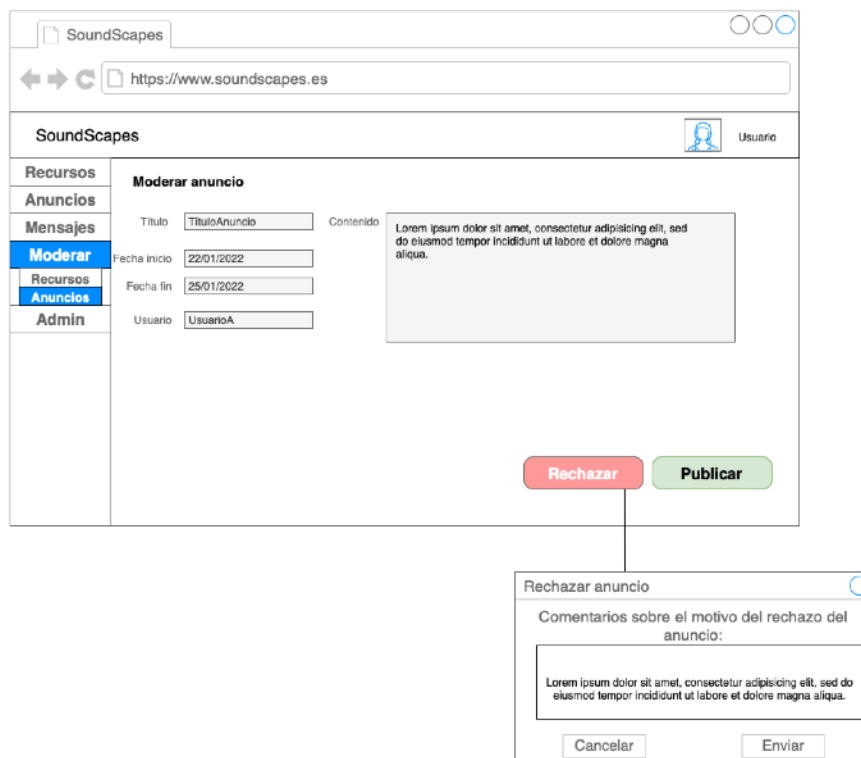 SoundScapes
https://www.soundscapes.es
SoundScapes
Usuario
Recursos
Anuncios
Mensajes
Moderar
Recursos
Anuncios
Admin
Moderar anuncio
Título
TituloAnuncio
Fecha inicio
22/01/2022
Fecha fin
25/01/2022
Usuario
UsuarioA
Contenido
Lorem ipsum dolor sit amet, consectetur adipisicing elit, sed
do eiusmod tempor incididunt ut labore et dolore magna
aliqua.
Rechazar
Publicar
Rechazar anuncio
Comentarios sobre el motivo del rechazo del
anuncio:
Lorem ipsum dolor sit amet, consectetur adipisicing elit, sed do
eiusmod tempor incididunt ut labore et dolore magna aliqua.
Cancelar
Enviar